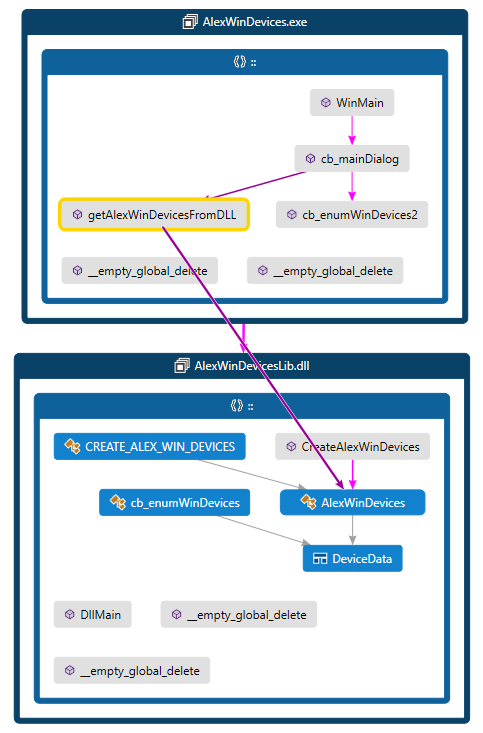 AlexWinDevices.exe
::
WinMain
cb_mainDialog
getAlexWinDevicesFromDLL
cb_enumWinDevices2
__empty_global_delete
__empty_global_delete
AlexWinDevicesLib.dll
::
CREATE_ALEX_WIN_DEVICES
CreateAlexWinDevices
cb_enumWinDevices
AlexWinDevices
DeviceData
DllMain
__empty_global_delete
__empty_global_delete